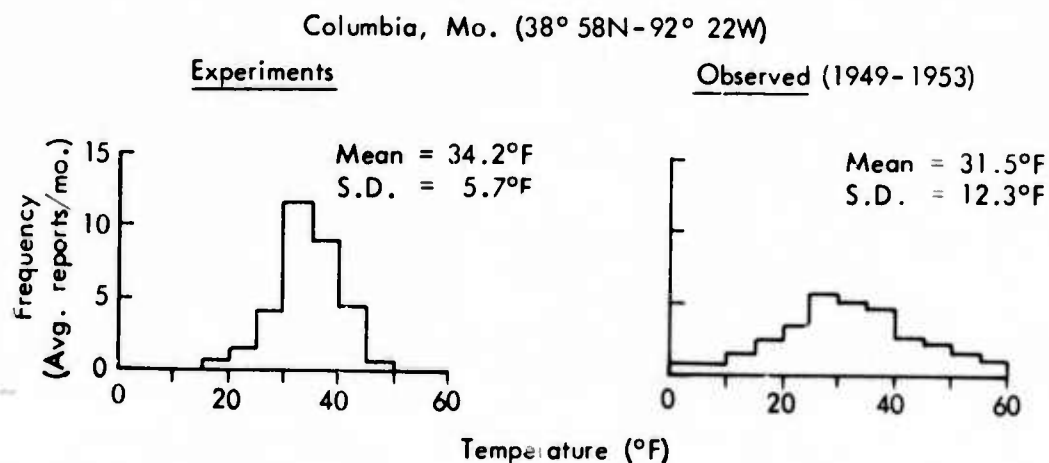 Columbia, Mo. (38° 58N-92° 22W)
Experiments
Observed (1949-1953)
Mean = 34.2°F
S.D. = 5.7°F
Mean = 31.5°F
S.D. = 12.3°F
Frequency
(Avg. reports/mo.)
15
10
5
0
0 20 40 60
0 20 40 60
Temperature (°F)